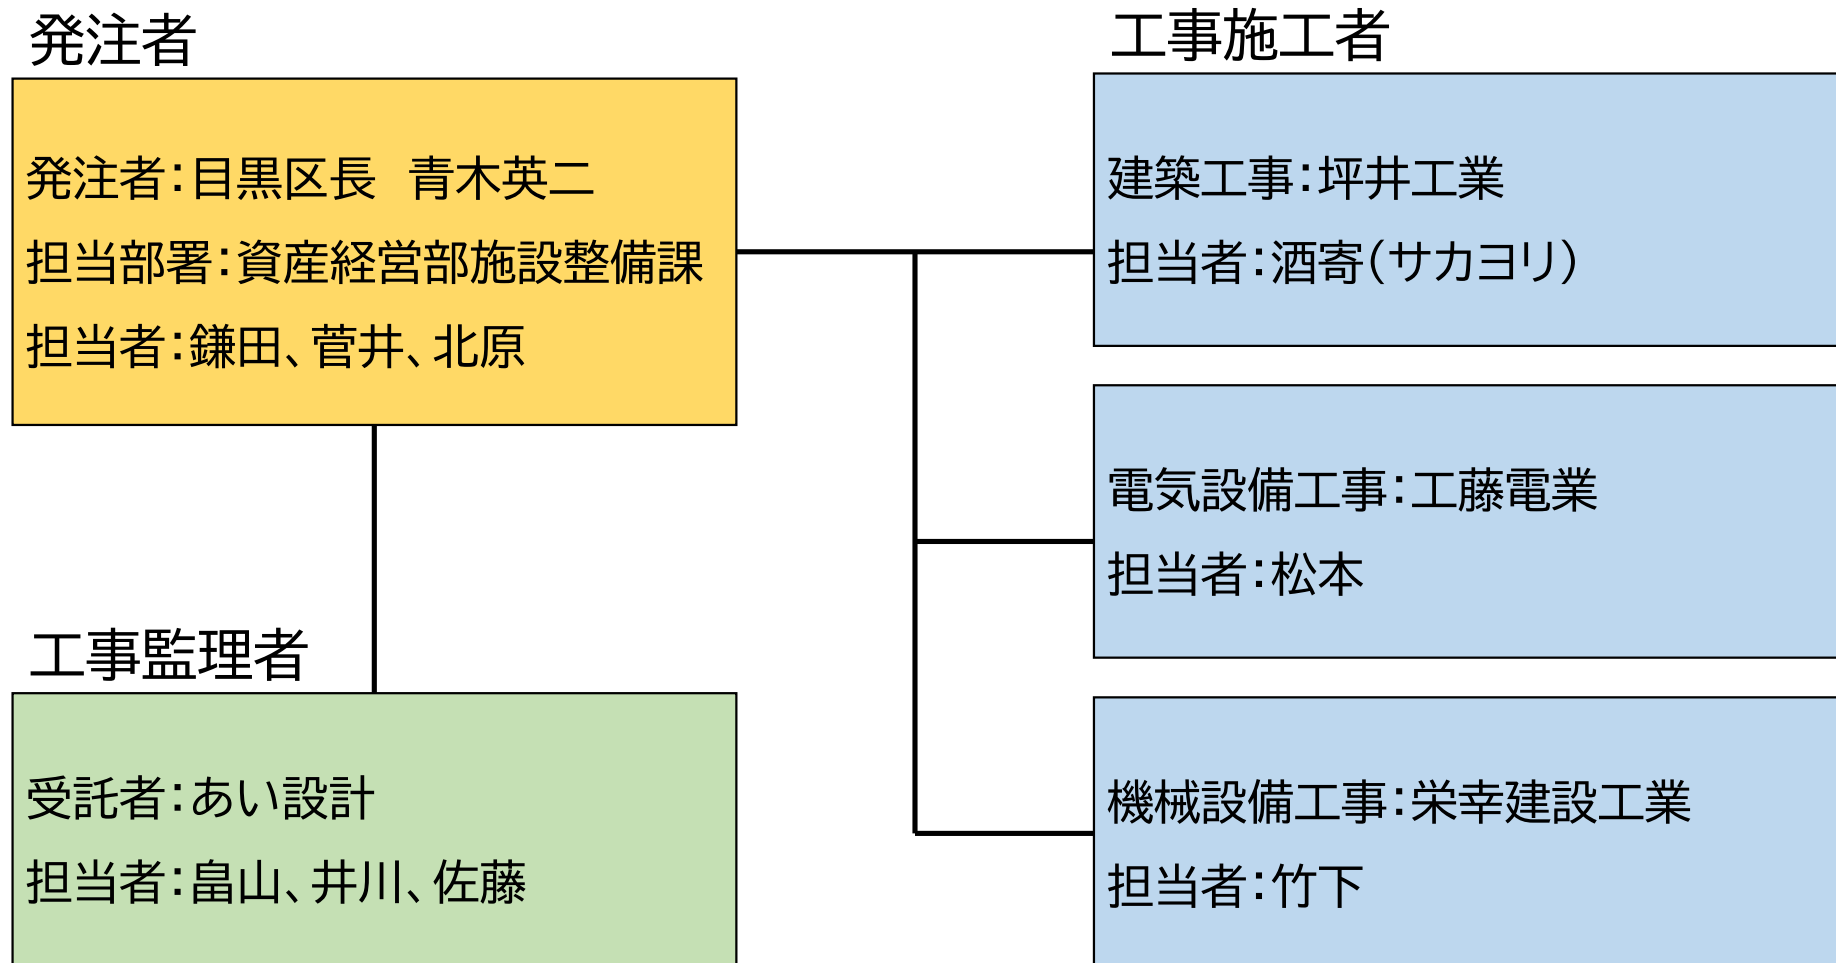 発注者
発注者：目黒区長　青木英二
担当部署：資産経営部施設整備課
担当者：鎌田、菅井、北原
工事監理者
受託者：あい設計
担当者：畠山、井川、佐藤
工事施工者
建築工事：坪井工業
担当者：酒寄（サカヨリ）
電気設備工事：工藤電業
担当者：松本
機械設備工事：栄幸建設工業
担当者：竹下